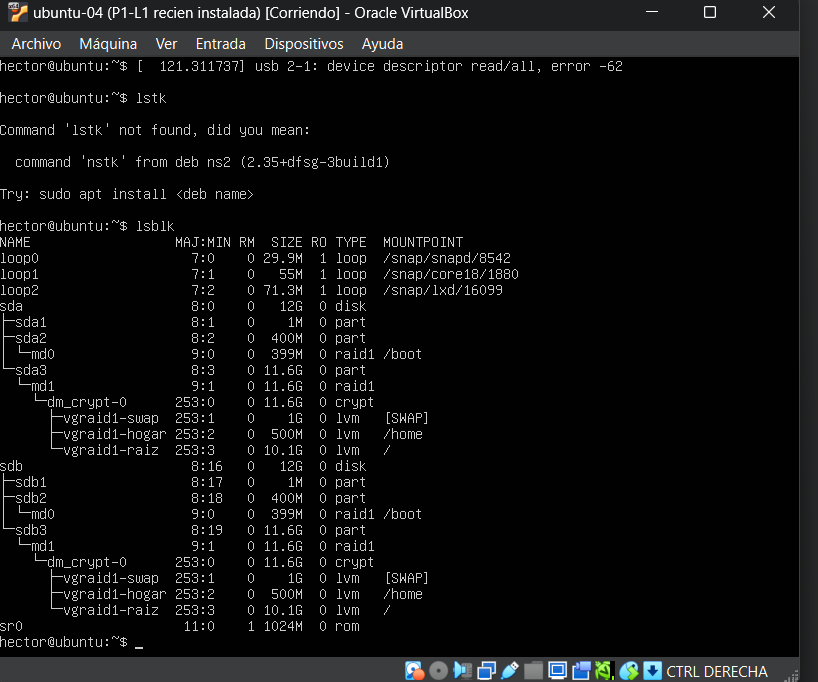 ubuntu-04 (P1-L1 recien instalada) [Corriendo] - Oracle VirtualBox
Archivo Máquina Ver Entrada Dispositivos Ayuda
hector@ubuntu:~$ [  121.311737] usb 2-1: device descriptor read/all, error -62
hector@ubuntu:~$ lstk
Command 'lstk' not found, did you mean:
  command 'nstk' from deb ns2 (2.35+dfsg-3build1)
Try: sudo apt install <deb name>
hector@ubuntu:~$ lsblk
NAME                  MAJ:MIN RM  SIZE RO TYPE  MOUNTPOINT
loop0                   7:0    0 29.9M  1 loop  /snap/snapd/8542
loop1                   7:1    0   55M  1 loop  /snap/core18/1880
loop2                   7:2    0 71.3M  1 loop  /snap/lxd/16099
sda                     8:0    0   12G  0 disk
├─sda1                  8:1    0    1M  0 part
├─sda2                  8:2    0  400M  0 part
│ └─md0                 9:0    0  399M  0 raid1 /boot
└─sda3                  8:3    0 11.6G  0 part
  └─md1                 9:1    0 11.6G  0 raid1
    └─dm_crypt-0      253:0    0 11.6G  0 crypt
      ├─vgraid1-swap  253:1    0    1G  0 lvm   [SWAP]
      ├─vgraid1-hogar 253:2    0  500M  0 lvm   /home
      └─vgraid1-raiz  253:3    0 10.1G  0 lvm   /
sdb                     8:16   0   12G  0 disk
├─sdb1                  8:17   0    1M  0 part
├─sdb2                  8:18   0  400M  0 part
│ └─md0                 9:0    0  399M  0 raid1 /boot
└─sdb3                  8:19   0 11.6G  0 part
  └─md1                 9:1    0 11.6G  0 raid1
    └─dm_crypt-0      253:0    0 11.6G  0 crypt
      ├─vgraid1-swap  253:1    0    1G  0 lvm   [SWAP]
      ├─vgraid1-hogar 253:2    0  500M  0 lvm   /home
      └─vgraid1-raiz  253:3    0 10.1G  0 lvm   /
sr0                    11:0    1 1024M  0 rom
hector@ubuntu:~$ _
CTRL DERECHA